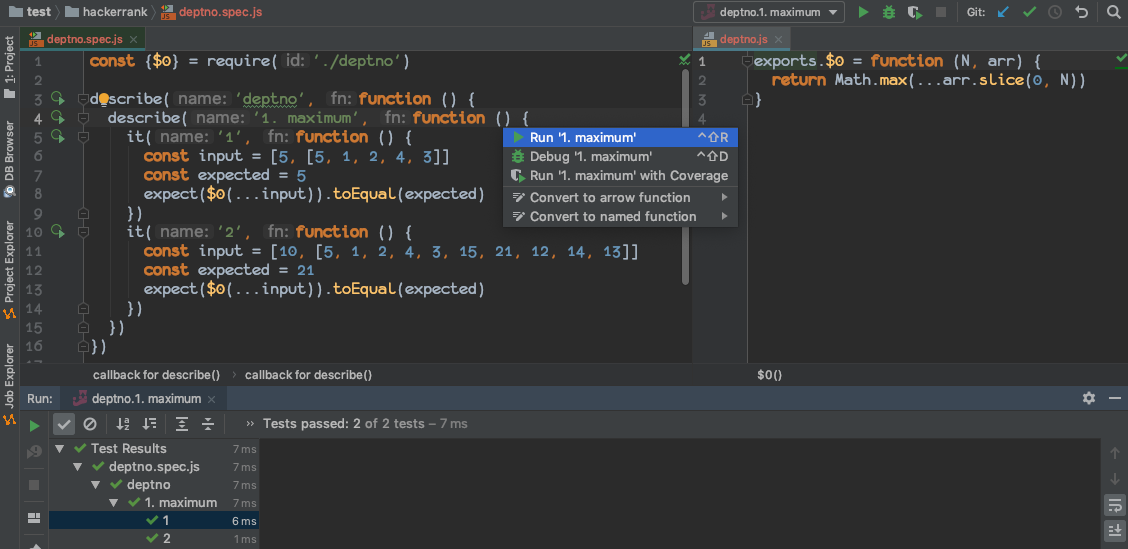 test hackerrank deptno.spec.js deptno.1. maximum Git:
deptno.spec.js deptno.js
1: Project
DB Browser
Project Explorer
Job Explorer
1 const {$0} = require( id: './deptno')
2
3 describe( name: 'deptno', fn: function () {
4 describe( name: '1. maximum', fn: function () {
5 it( name: '1', fn: function () {
6 const input = [5, [5, 1, 2, 4, 3]]
7 const expected = 5
8 expect($0(...input)).toEqual(expected)
9 })
10 it( name: '2', fn: function () {
11 const input = [10, [5, 1, 2, 4, 3, 15, 21, 12, 14, 13]]
12 const expected = 21
13 expect($0(...input)).toEqual(expected)
14 })
15 })
16 })
Run '1. maximum' ^⇧R
Debug '1. maximum' ^⇧D
Run '1. maximum' with Coverage
Convert to arrow function
Convert to named function
1 exports.$0 = function (N, arr) {
2 return Math.max(...arr.slice(0, N))
3 }
4
callback for describe() › callback for describe()
$0()
Run: deptno.1. maximum
» Tests passed: 2 of 2 tests – 7 ms
Test Results 7 ms
deptno.spec.js 7 ms
deptno 7 ms
1. maximum 7 ms
1 6 ms
2 1 ms